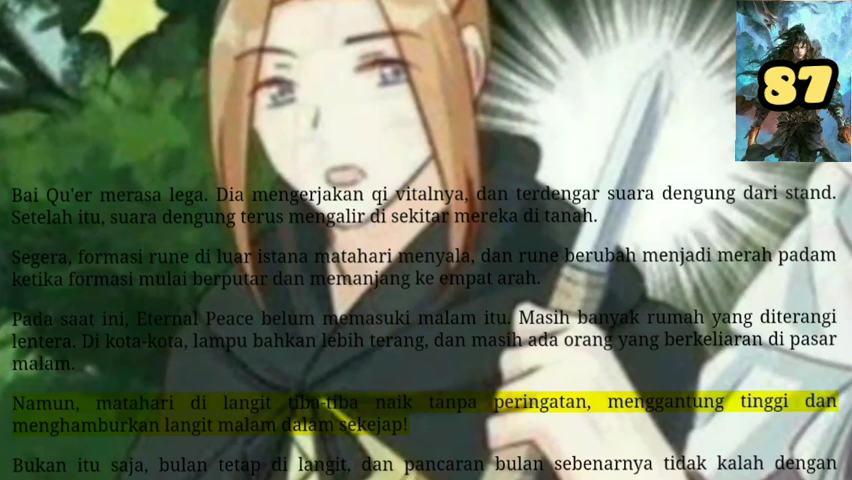 87
Bai Qu'er merasa lega. Dia mengerjakan qi vitalnya, dan terdengar suara dengung dari stand.
Setelah itu, suara dengung terus mengalir di sekitar mereka di tanah.
Segera, formasi rune di luar istana matahari menyala, dan rune berubah menjadi merah padam
ketika formasi mulai berputar dan memanjang ke empat arah.
Pada saat ini, Eternal Peace belum memasuki malam itu. Masih banyak rumah yang diterangi
lentera. Di kota-kota, lampu bahkan lebih terang, dan masih ada orang yang berkeliaran di pasar
malam.
Namun, matahari di langit tiba-tiba naik tanpa peringatan, menggantung tinggi dan
menghamburkan langit malam dalam sekejap!
Bukan itu saja, bulan tetap di langit, dan pancaran bulan sebenarnya tidak kalah dengan